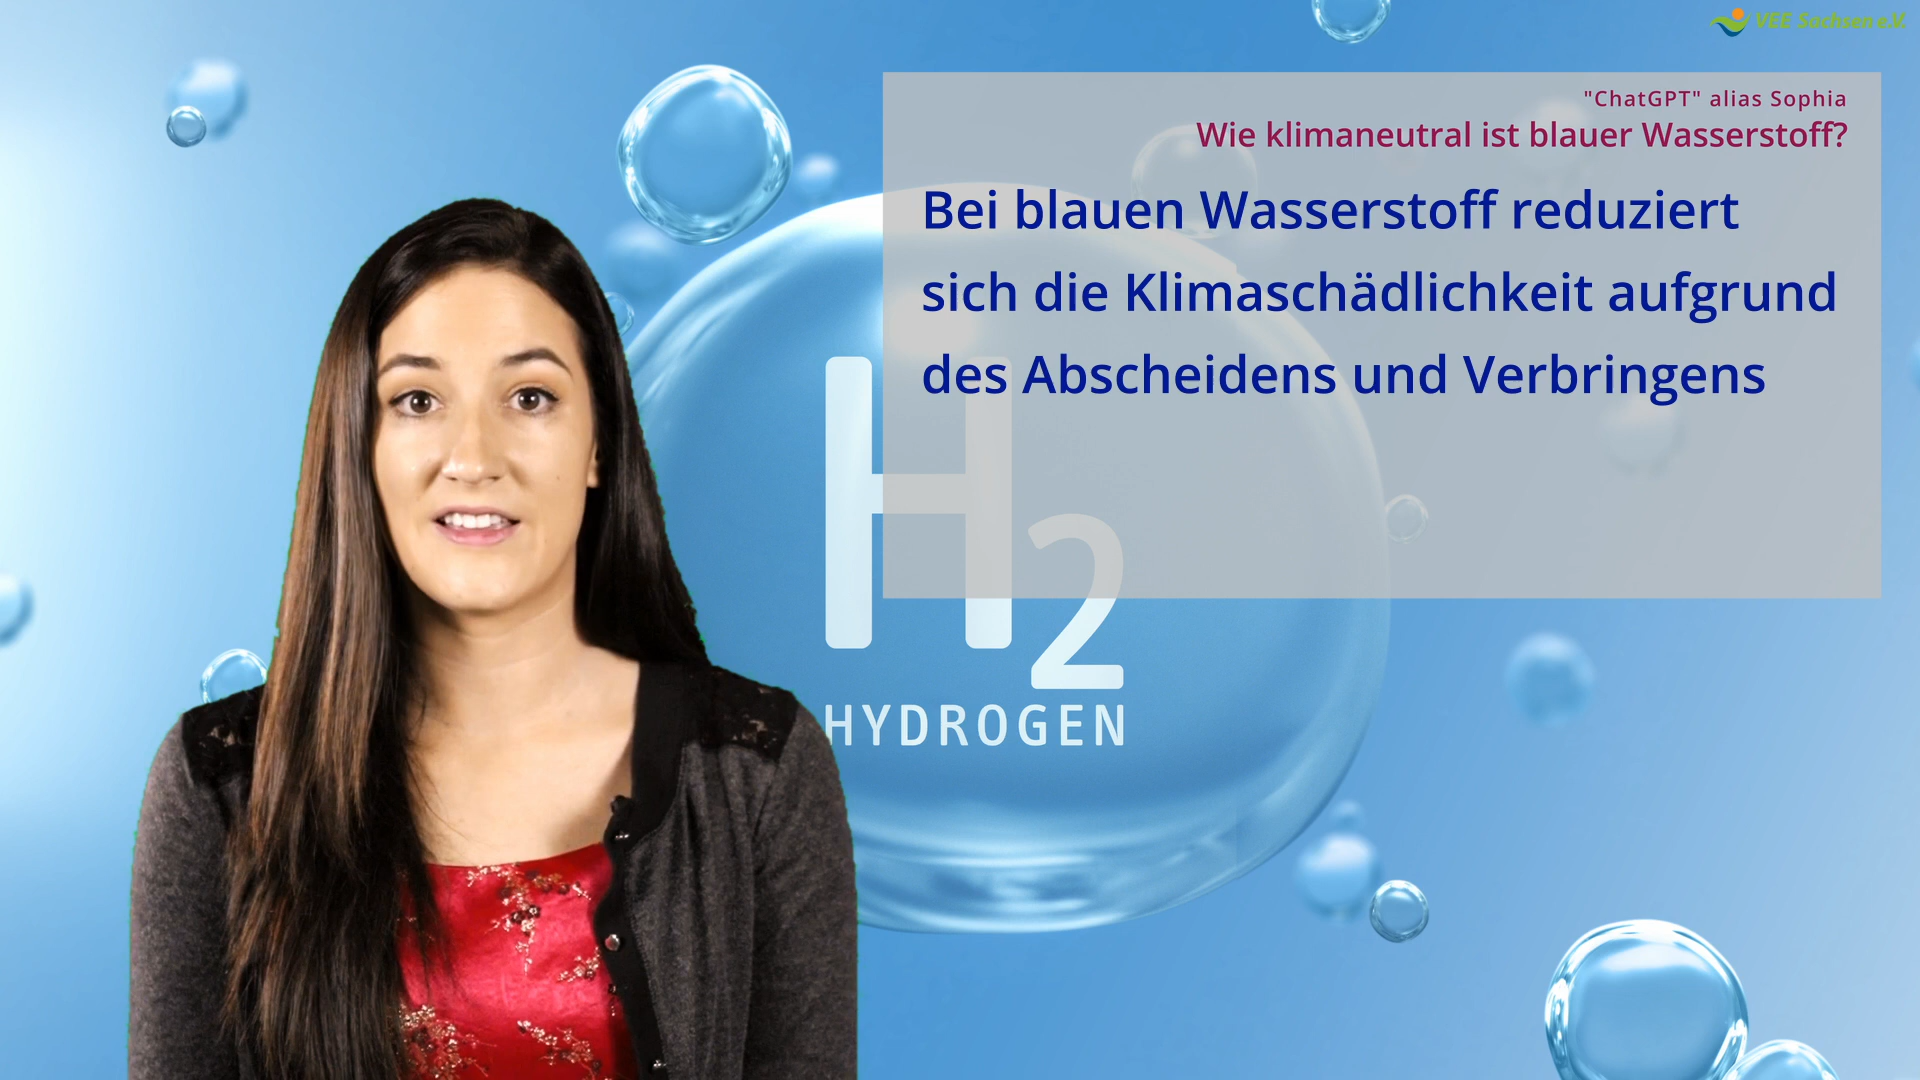 VEE Sachsen e.V.
"ChatGPT" alias Sophia
Wie klimaneutral ist blauer Wasserstoff?
Bei blauen Wasserstoff reduziert
sich die Klimaschädlichkeit aufgrund
des Abscheidens und Verbringens
H2
HYDROGEN